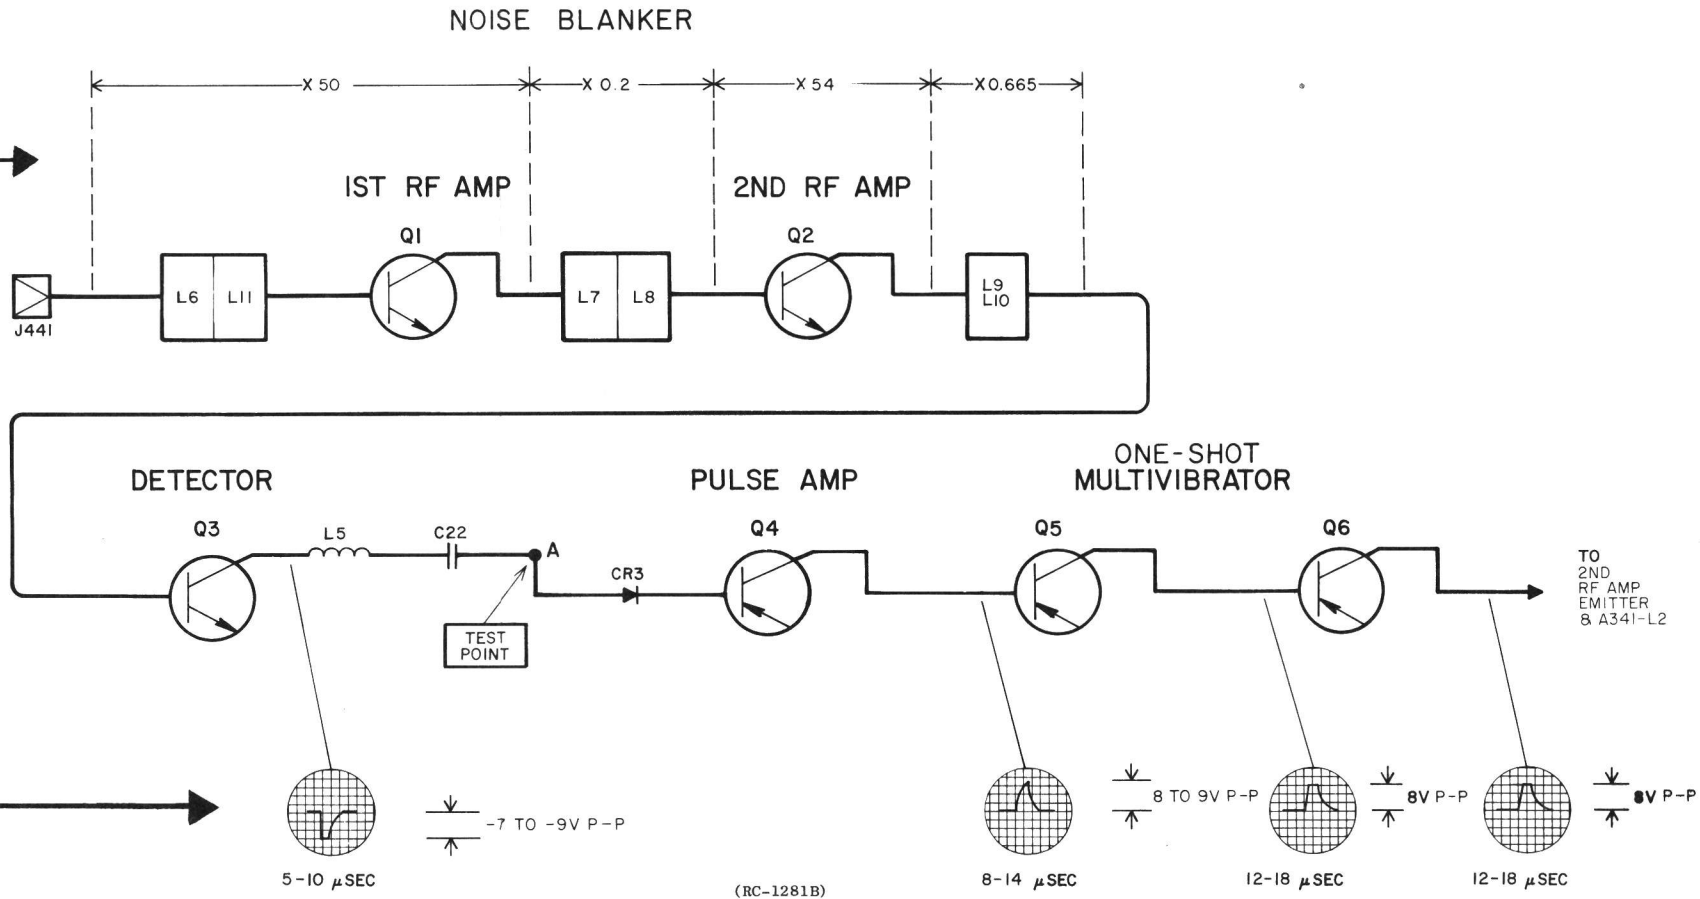 NOISE BLANKER
X 50
X 0.2
X 54
X 0.665
1ST RF AMP
2ND RF AMP
Q1
Q2
L6
L11
L7
L8
L9
L10
J441
DETECTOR
PULSE AMP
ONE-SHOT
MULTIVIBRATOR
Q3
L5
C22
A
CR3
Q4
Q5
Q6
TEST
POINT
TO
2ND
RF AMP
EMITTER
& A341-L2
-7 TO -9V P-P
8 TO 9V P-P
8V P-P
8V P-P
5-10 µSEC
8-14 µSEC
12-18 µSEC
12-18 µSEC
(RC-1281B)